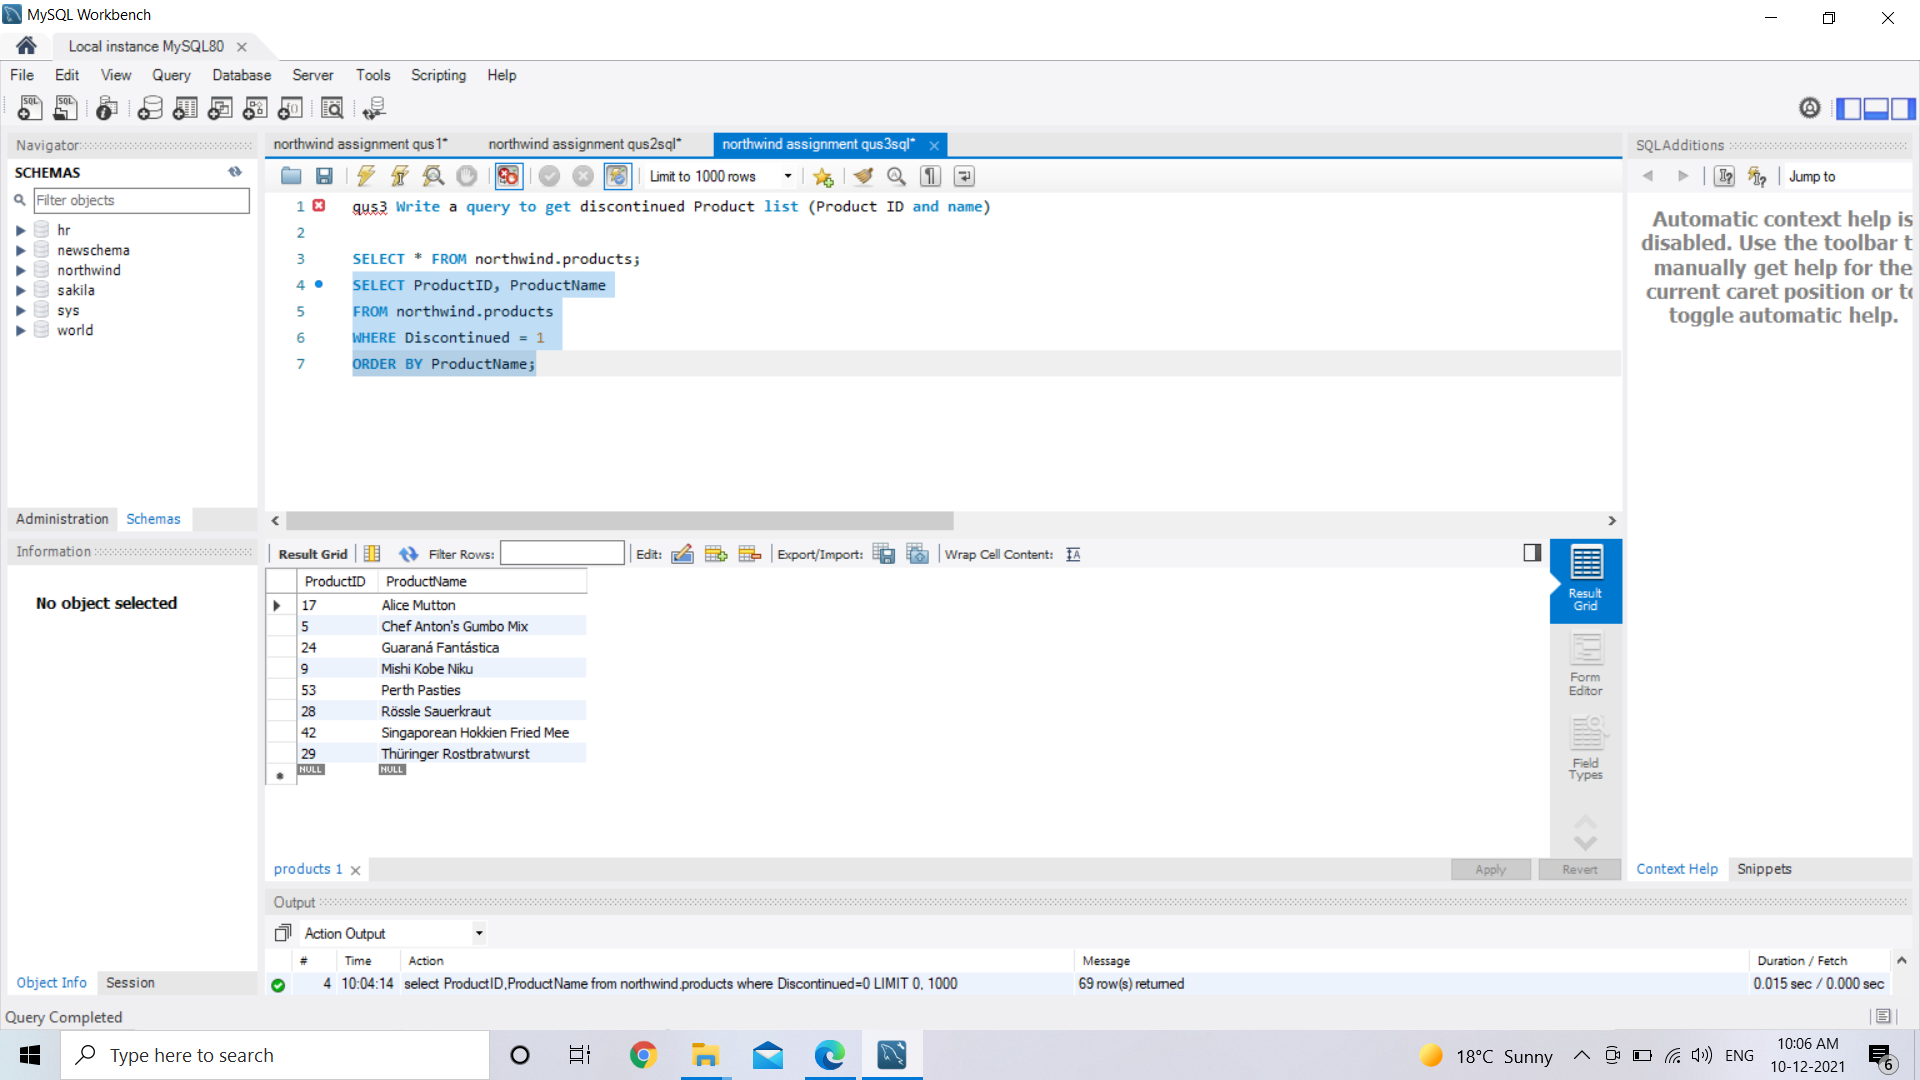 MySQL Workbench
Local instance MySQL80
File Edit View Query Database Server Tools Scripting Help
Navigator
SCHEMAS
Filter objects
hr
newschema
northwind
sakila
sys
world
Administration Schemas
Information
No object selected
Object Info Session
northwind assignment qus1* northwind assignment qus2sql* northwind assignment qus3sql*
Limit to 1000 rows
1 qus3 Write a query to get discontinued Product list (Product ID and name)
2
3 SELECT * FROM northwind.products;
4 SELECT ProductID, ProductName
5 FROM northwind.products
6 WHERE Discontinued = 1
7 ORDER BY ProductName;
Result Grid Filter Rows: Edit: Export/Import: Wrap Cell Content:
ProductID ProductName
17 Alice Mutton
5 Chef Anton's Gumbo Mix
24 Guaraná Fantástica
9 Mishi Kobe Niku
53 Perth Pasties
28 Rössle Sauerkraut
42 Singaporean Hokkien Fried Mee
29 Thüringer Rostbratwurst
NULL NULL
Result
Grid
Form
Editor
Field
Types
products 1
Apply Revert
SQLAdditions
Jump to
Automatic context help is
disabled. Use the toolbar t
manually get help for the
current caret position or to
toggle automatic help.
Context Help Snippets
Output
Action Output
# Time Action Message Duration / Fetch
4 10:04:14 select ProductID,ProductName from northwind.products where Discontinued=0 LIMIT 0, 1000 69 row(s) returned 0.015 sec / 0.000 sec
Query Completed
Type here to search
18°C Sunny
ENG
10:06 AM
10-12-2021
6